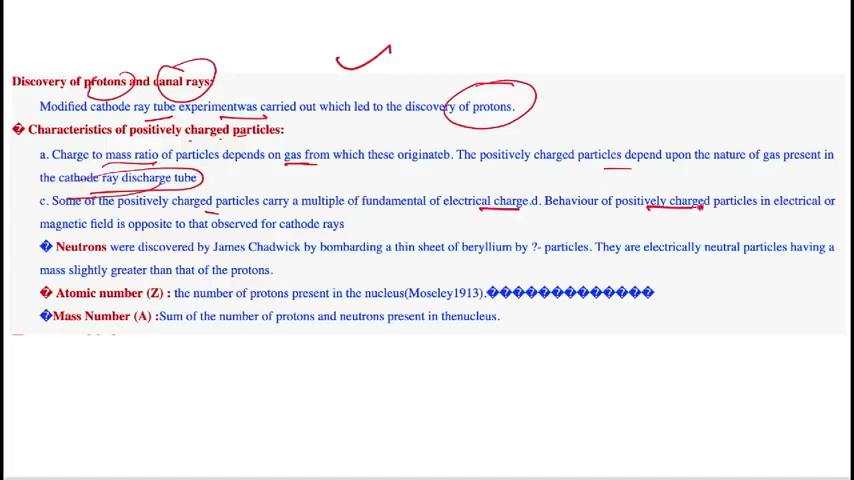 Discovery of protons and canal rays:
Modified cathode ray tube experimentwas carried out which led to the discovery of protons.
� Characteristics of positively charged particles:
a. Charge to mass ratio of particles depends on gas from which these originateb. The positively charged particles depend upon the nature of gas present in
the cathode ray discharge tube
c. Some of the positively charged particles carry a multiple of fundamental of electrical charge.d. Behaviour of positively charged particles in electrical or
magnetic field is opposite to that observed for cathode rays
� Neutrons were discovered by James Chadwick by bombarding a thin sheet of beryllium by ?- particles. They are electrically neutral particles having a
mass slightly greater than that of the protons.
� Atomic number (Z) : the number of protons present in the nucleus(Moseley1913).�������������
�Mass Number (A) :Sum of the number of protons and neutrons present in thenucleus.